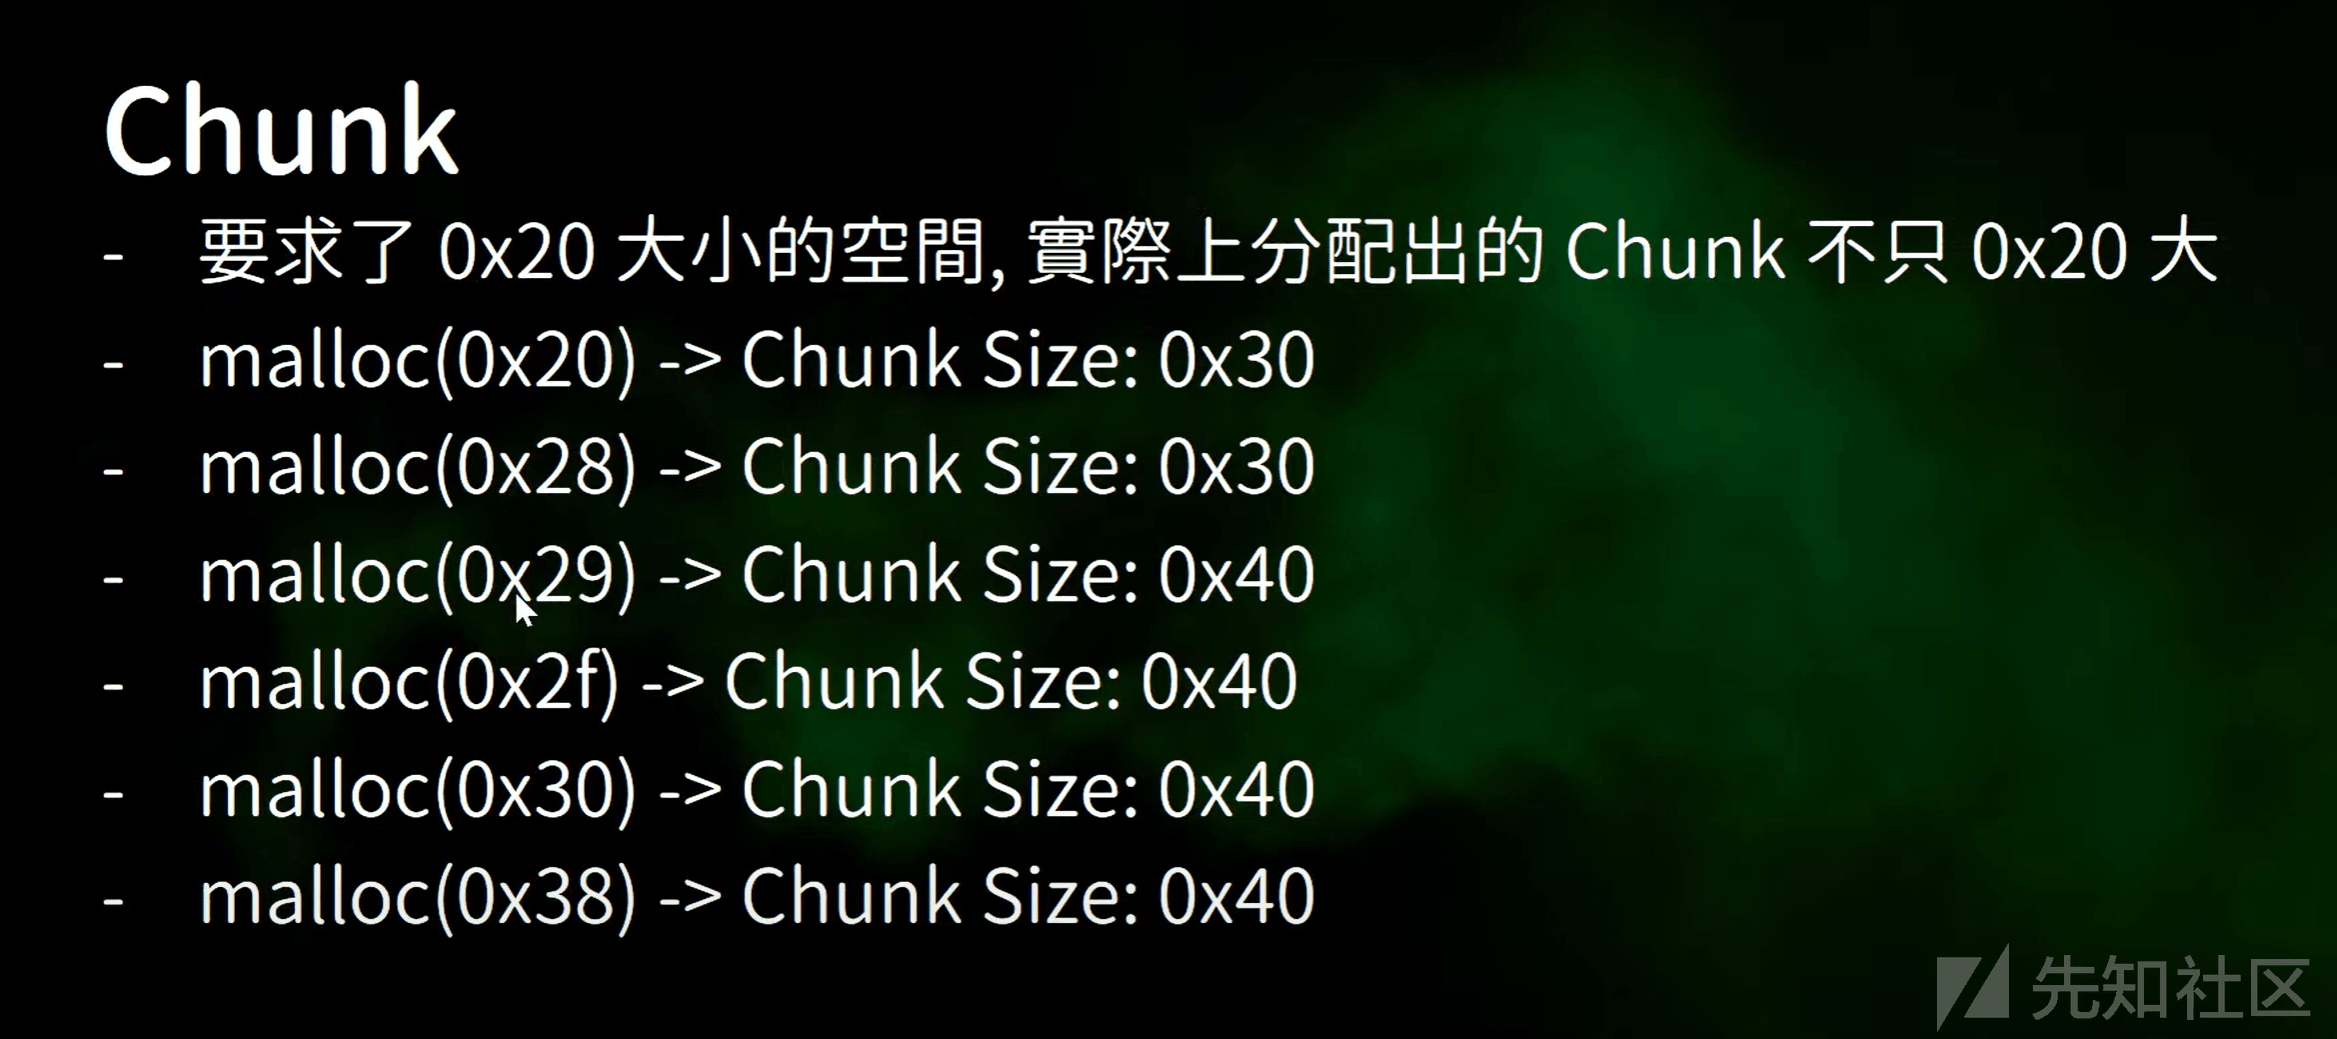 Chunk
- 要求了 0x20 大小的空間, 實際上分配出的 Chunk 不只 0x20 大
- malloc(0x20) -> Chunk Size: 0x30
- malloc(0x28) -> Chunk Size: 0x30
- malloc(0x29) -> Chunk Size: 0x40
- malloc(0x2f) -> Chunk Size: 0x40
- malloc(0x30) -> Chunk Size: 0x40
- malloc(0x38) -> Chunk Size: 0x40
先知社区